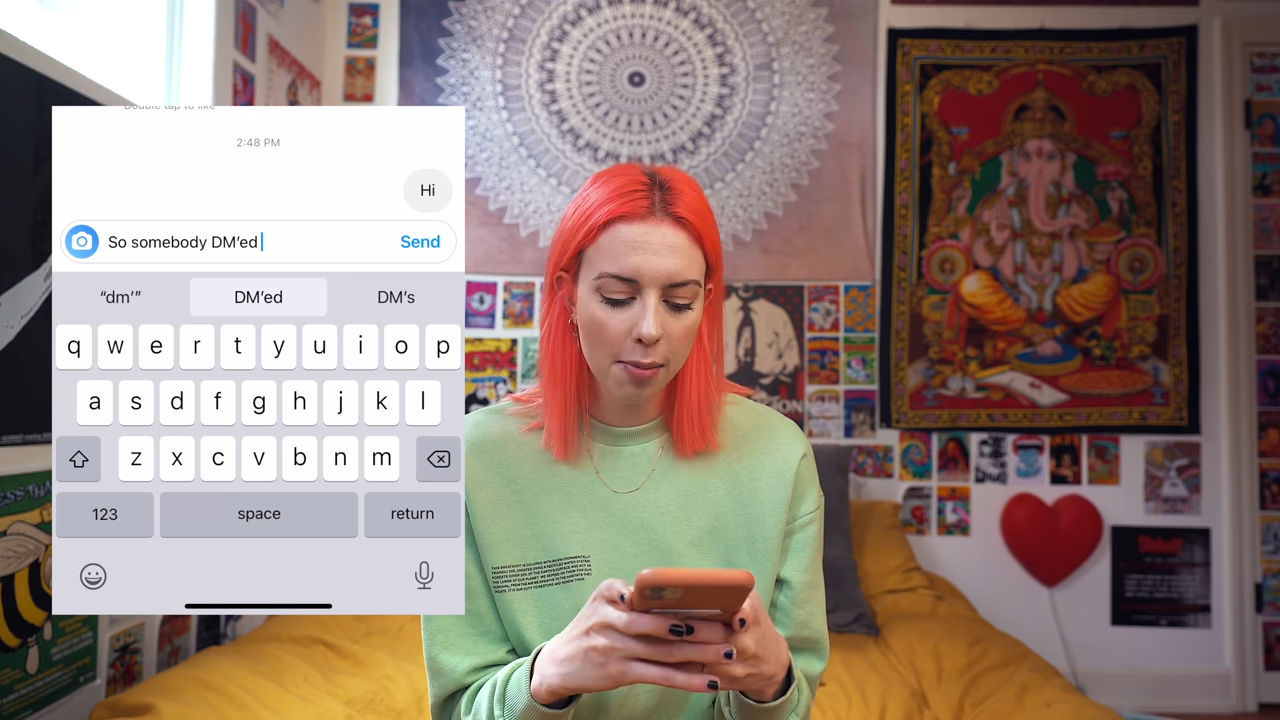 Double tap to like
2:48 PM
Hi
So somebody DM’ed
Send
“dm’”
DM’ed
DM’s
q w e r t y u i o p
a s d f g h j k l
z x c v b n m
123
space
return